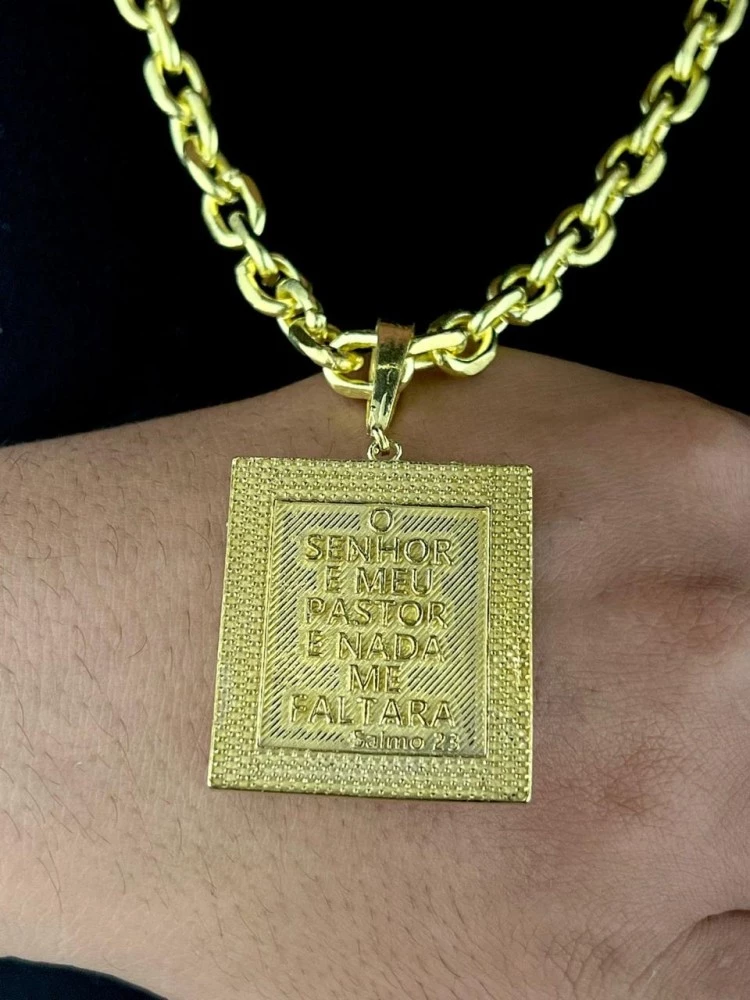 O
SENHOR
E MEU
PASTOR
E NADA
ME
FALTARA
Salmo 23